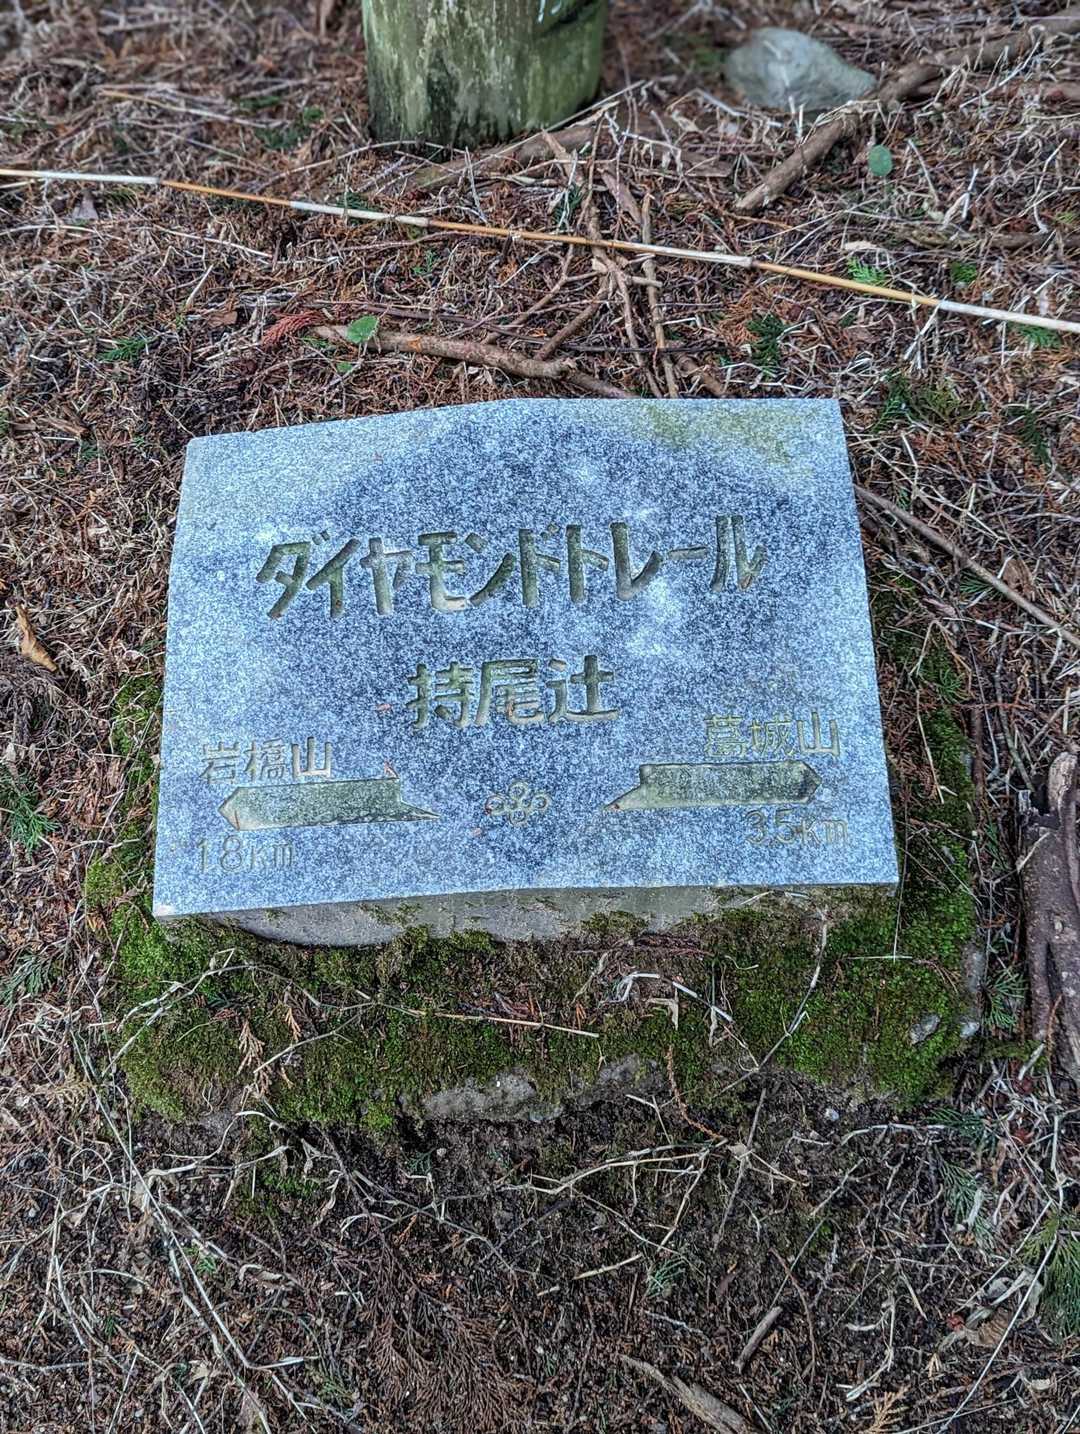 ダイヤモンドトレール
持尾辻
岩橋山
1.8km
葛城山
3.5km